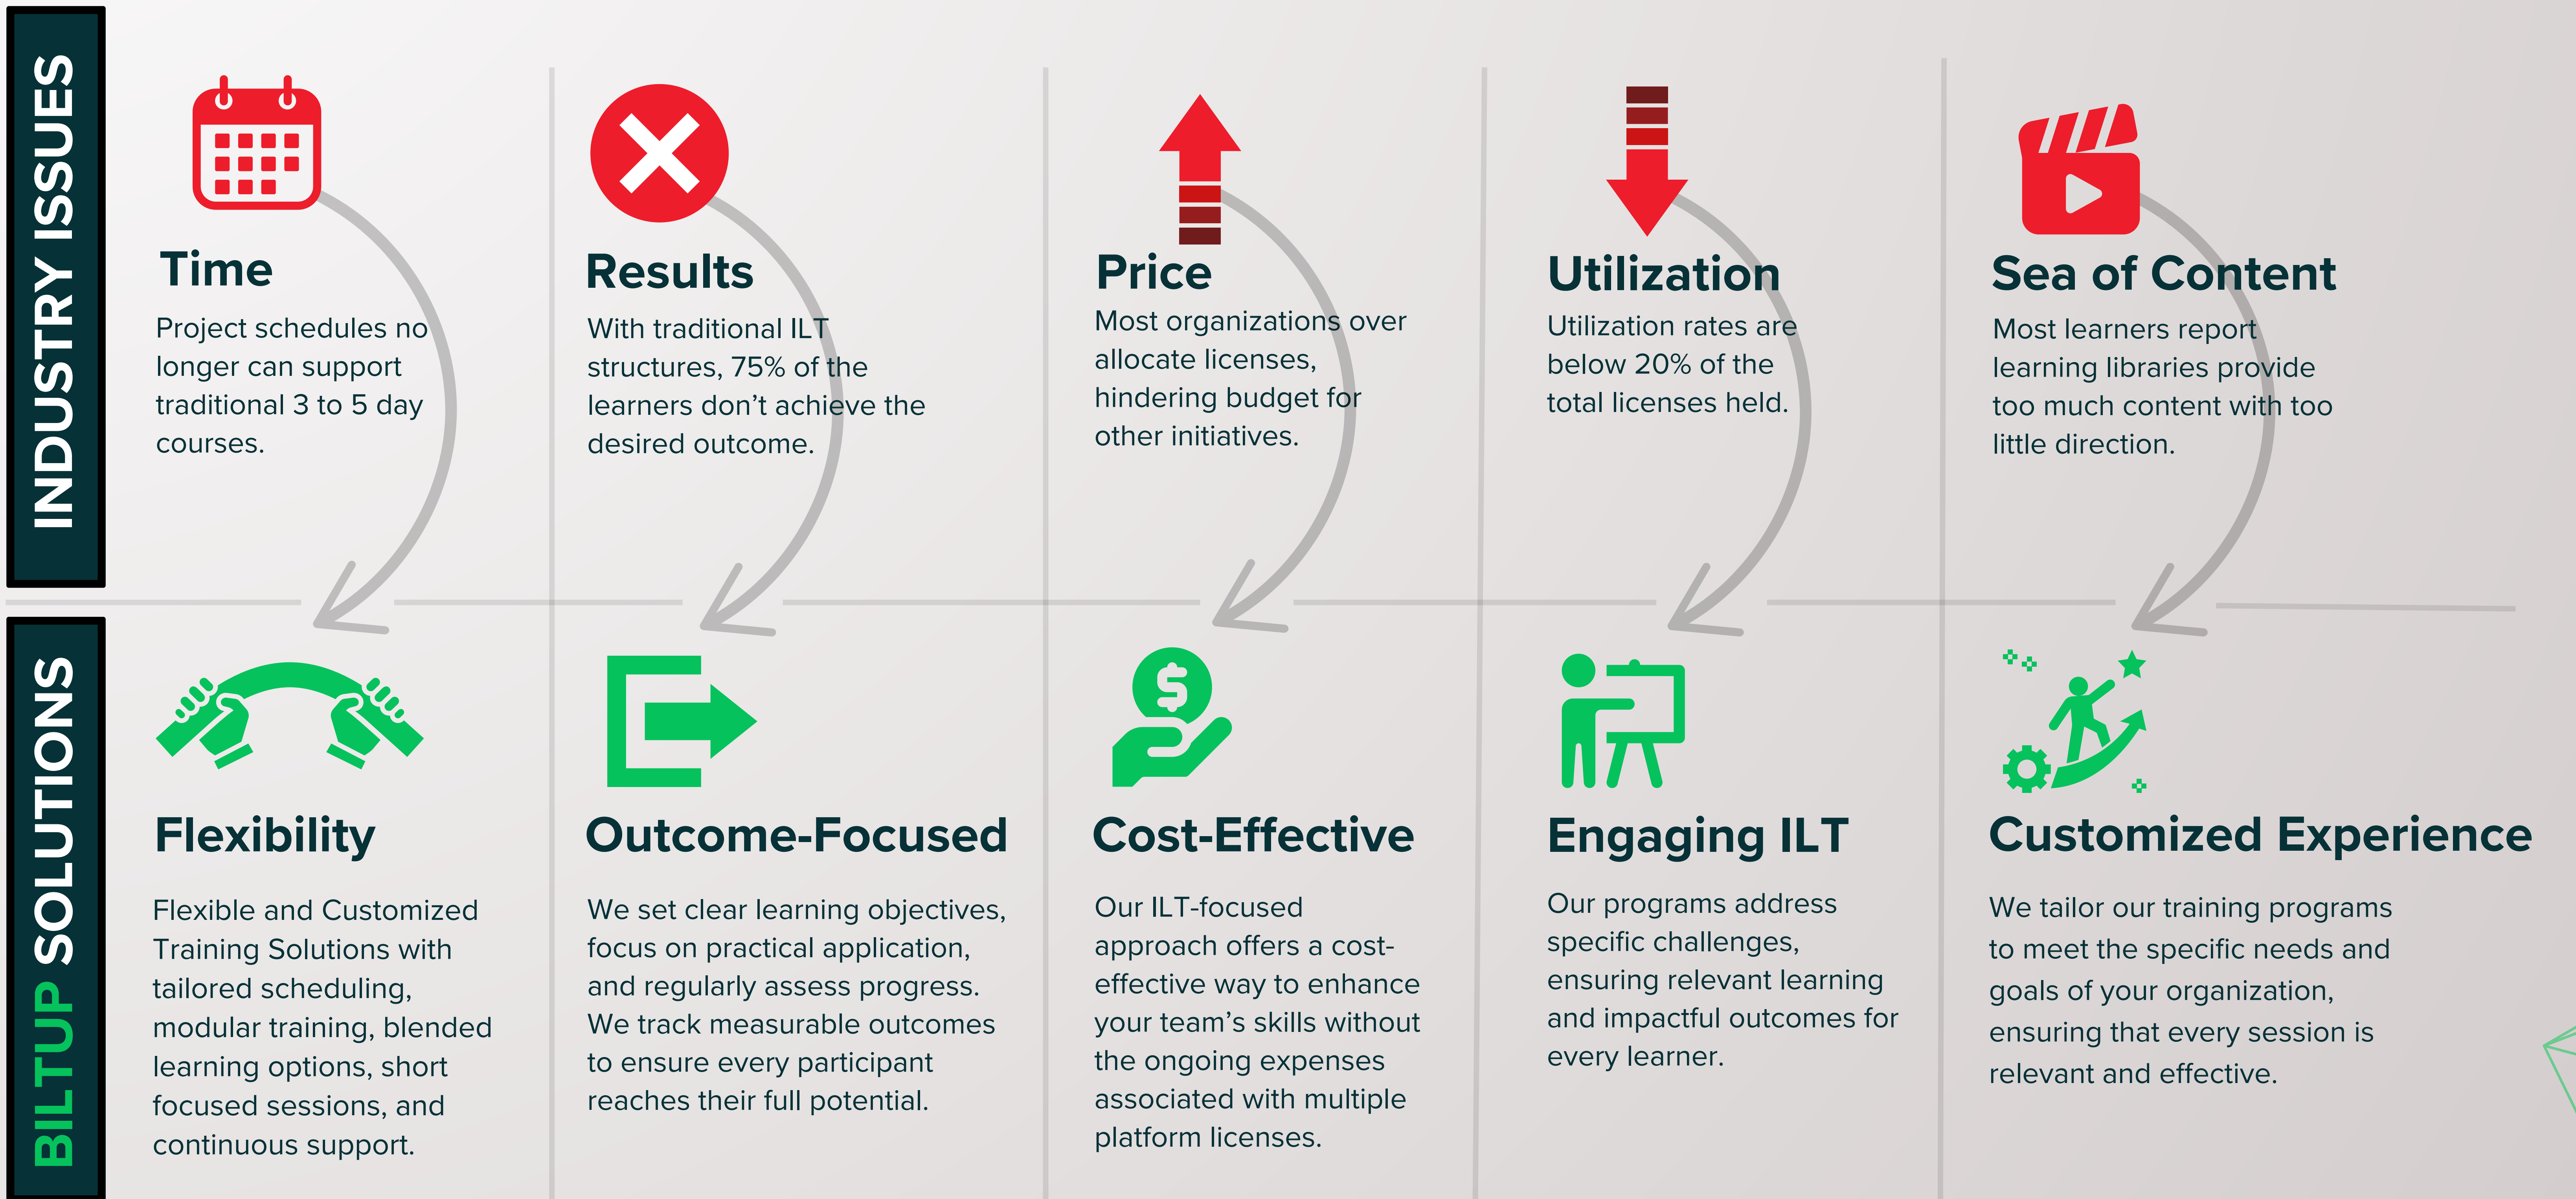 INDUSTRY ISSUES
Time
Project schedules no
longer can support
traditional 3 to 5 day
courses.
Results
With traditional ILT
structures, 75% of the
learners don’t achieve the
desired outcome.
Price
Most organizations over
allocate licenses,
hindering budget for
other initiatives.
Utilization
Utilization rates are
below 20% of the
total licenses held.
Sea of Content
Most learners report
learning libraries provide
too much content with too
little direction.
BILTUP SOLUTIONS
Flexibility
Flexible and Customized
Training Solutions with
tailored scheduling,
modular training, blended
learning options, short
focused sessions, and
continuous support.
Outcome-Focused
We set clear learning objectives,
focus on practical application,
and regularly assess progress.
We track measurable outcomes
to ensure every participant
reaches their full potential.
$
Cost-Effective
Our ILT-focused
approach offers a cost-
effective way to enhance
your team’s skills without
the ongoing expenses
associated with multiple
platform licenses.
Engaging ILT
Our programs address
specific challenges,
ensuring relevant learning
and impactful outcomes for
every learner.
Customized Experience
We tailor our training programs
to meet the specific needs and
goals of your organization,
ensuring that every session is
relevant and effective.